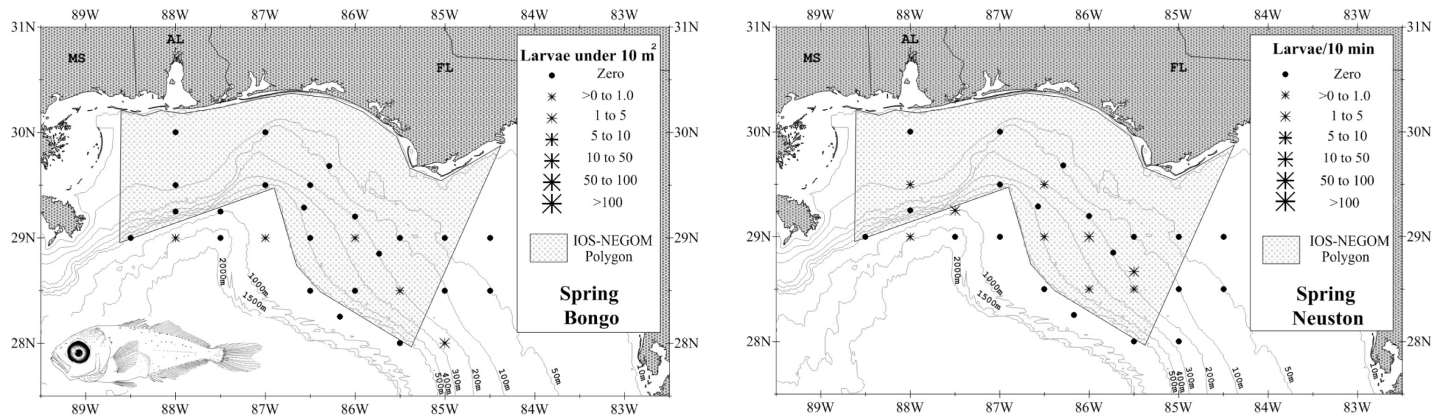 89W 88W 87W 86W 85W 84W 83W
31N
30N
29N
28N
MS
AL
FL
Larvae under 10 m²
Zero
>0 to 1.0
1 to 5
5 to 10
10 to 50
50 to 100
>100
IOS-NEGOM
Polygon
Spring
Bongo
2000m
1000m
1500m
500m
400m
300m
200m
100m
50m
10m
89W 88W 87W 86W 85W 84W 83W
89W 88W 87W 86W 85W 84W 83W
31N 31N
30N 30N
29N 29N
28N 28N
MS
AL
FL
Larvae/10 min
Zero
>0 to 1.0
1 to 5
5 to 10
10 to 50
50 to 100
>100
IOS-NEGOM
Polygon
Spring
Neuston
2000m
1000m
1500m
500m
400m
300m
200m
100m
50m
10m
89W 88W 87W 86W 85W 84W 83W